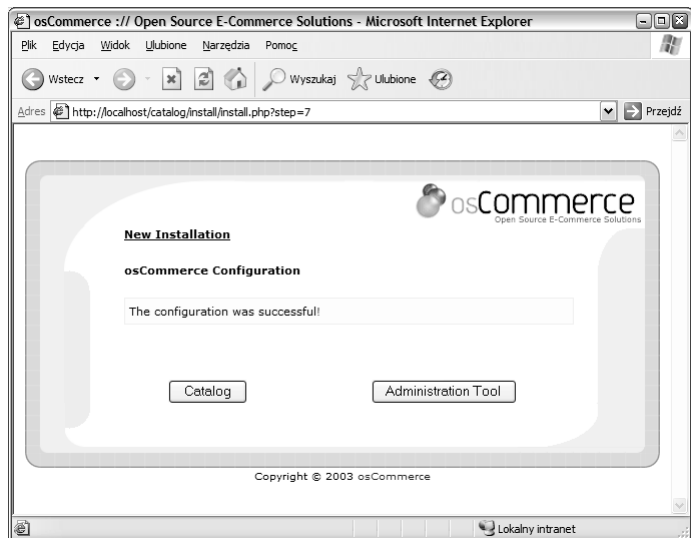 osCommerce :// Open Source E-Commerce Solutions - Microsoft Internet Explorer
Plik Edycja Widok Ulubione Narzędzia Pomoc
Wstecz Wyszukaj Ulubione
Adres http://localhost/catalog/install/install.php?step=7 Przejdź
osCommerce
Open Source E-Commerce Solutions
New Installation
osCommerce Configuration
The configuration was successful!
Catalog Administration Tool
Copyright © 2003 osCommerce
Lokalny intranet